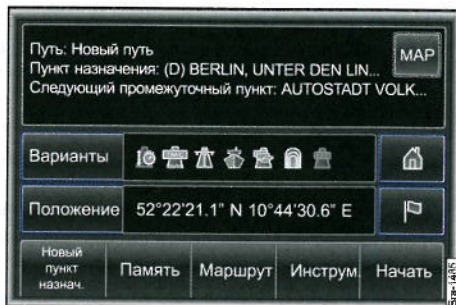 Путь: Новый путь
MAP
Пункт назначения: (D) BERLIN, UNTER DEN LIN...
Следующий промежуточный пункт: AUTOSTADT VOLK...
Варианты
Положение 52°22'21.1" N 10°44'30.6" E
Новый
пункт
назнач.
Память Маршрут Инструм. Начать